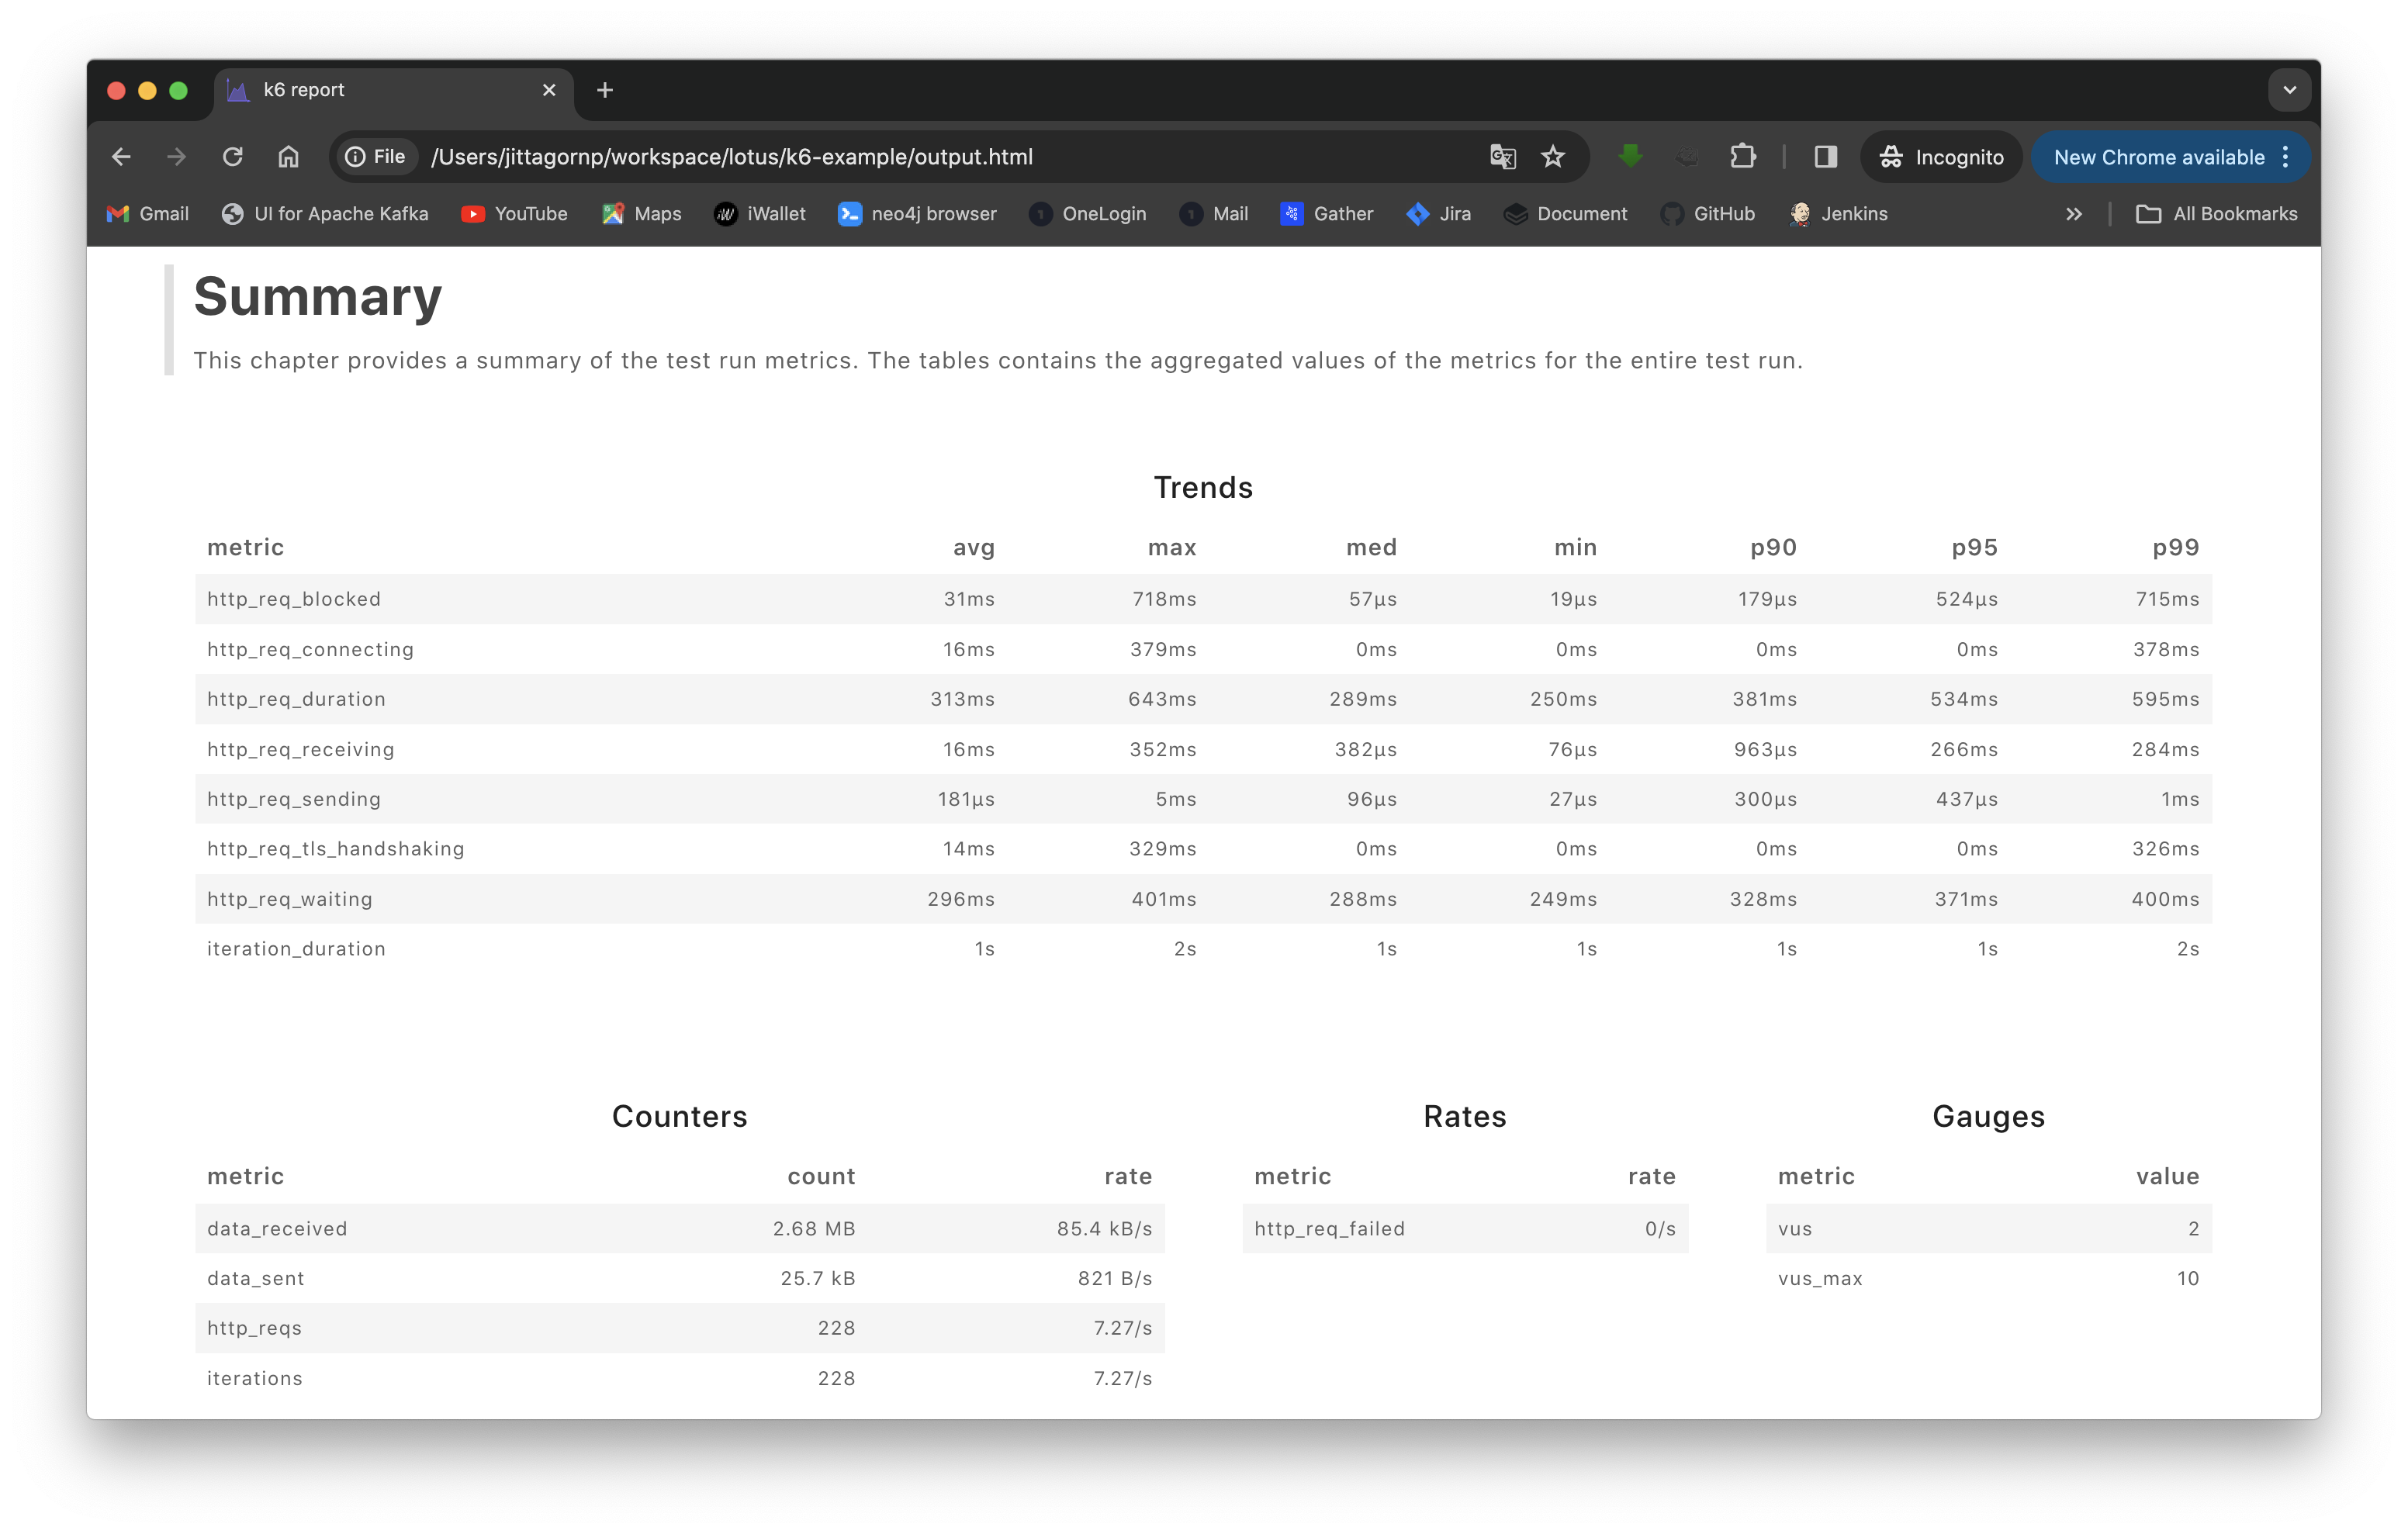 k6 report
File /Users/jittagornp/workspace/lotus/k6-example/output.html Incognito New Chrome available
Gmail UI for Apache Kafka YouTube Maps iWallet neo4j browser OneLogin Mail Gather Jira Document GitHub Jenkins All Bookmarks
Summary
This chapter provides a summary of the test run metrics. The tables contains the aggregated values of the metrics for the entire test run.
Trends
metric avg max med min p90 p95 p99
http_req_blocked 31ms 718ms 57µs 19µs 179µs 524µs 715ms
http_req_connecting 16ms 379ms 0ms 0ms 0ms 0ms 378ms
http_req_duration 313ms 643ms 289ms 250ms 381ms 534ms 595ms
http_req_receiving 16ms 352ms 382µs 76µs 963µs 266ms 284ms
http_req_sending 181µs 5ms 96µs 27µs 300µs 437µs 1ms
http_req_tls_handshaking 14ms 329ms 0ms 0ms 0ms 0ms 326ms
http_req_waiting 296ms 401ms 288ms 249ms 328ms 371ms 400ms
iteration_duration 1s 2s 1s 1s 1s 1s 2s
Counters
metric count rate
data_received 2.68 MB 85.4 kB/s
data_sent 25.7 kB 821 B/s
http_reqs 228 7.27/s
iterations 228 7.27/s
Rates
metric rate
http_req_failed 0/s
Gauges
metric value
vus 2
vus_max 10